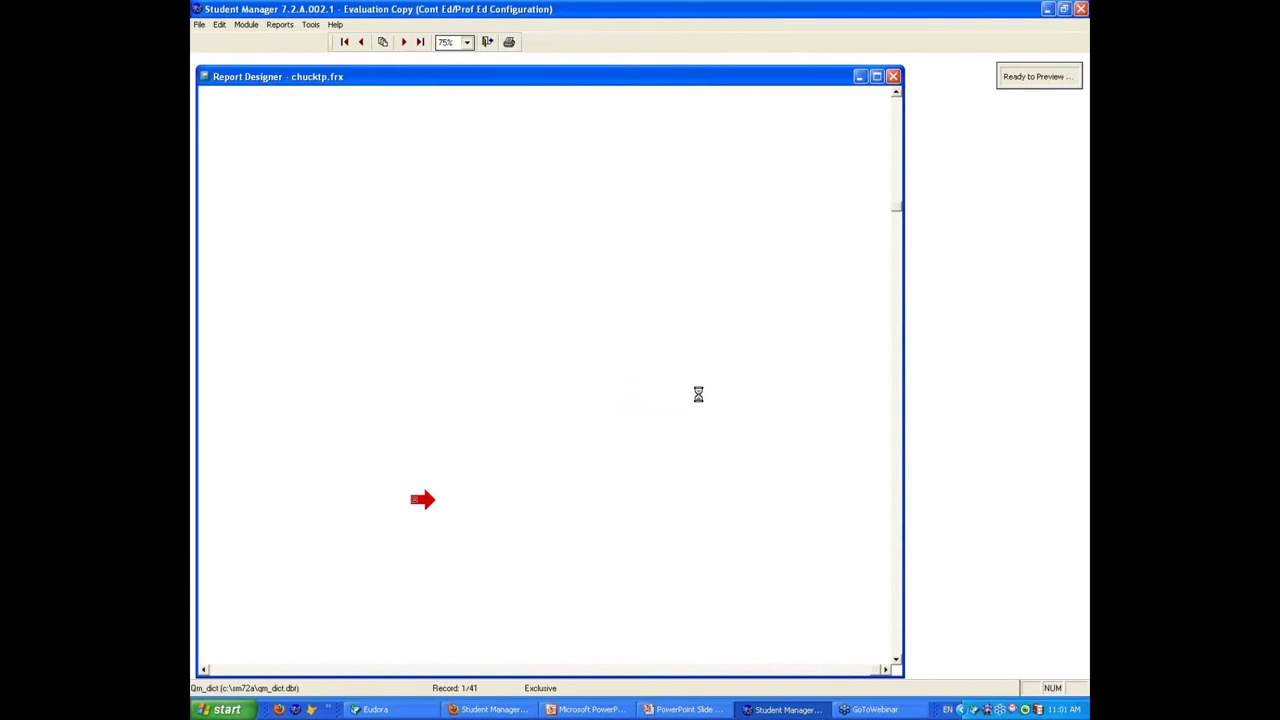 Student Manager 7.2.A.002.1 - Evaluation Copy (Cont Ed/Prof Ed Configuration)
File Edit Module Reports Tools Help
75%
Report Designer - chucktp.frx
Ready to Preview ...
Qm_dict (c:\sm72a\qm_dict.dbf) Record: 1/41 Exclusive NUM
start Eudora Student Manager... Microsoft PowerP... PowerPoint Slide ... Student Manager... GoToWebinar EN 11:01 AM